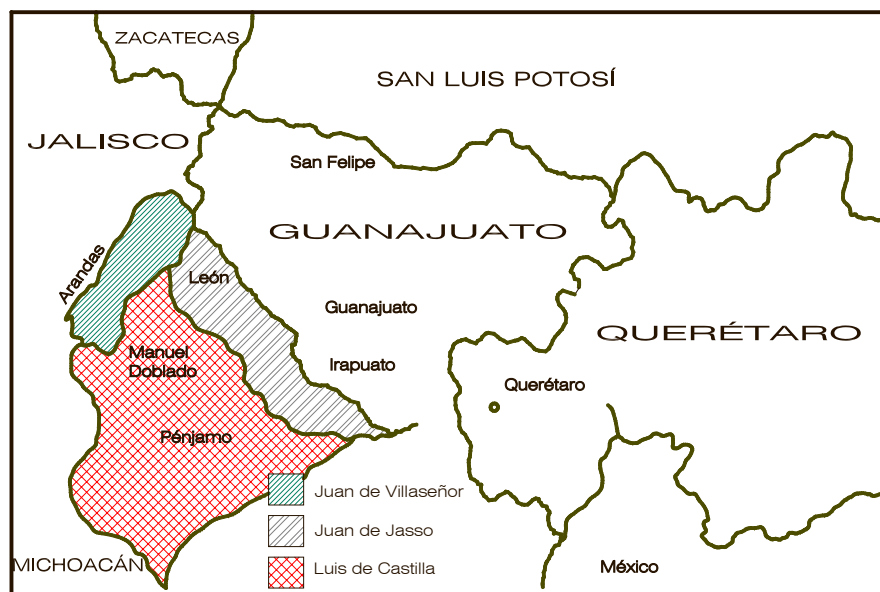 ZACATECAS
SAN LUIS POTOSÍ
JALISCO
San Felipe
GUANAJUATO
Arandas
León
Guanajuato
QUERÉTARO
Manuel
Doblado
Irapuato
Querétaro
Pénjamo
Juan de Villaseñor
Juan de Jasso
MICHOACÁN
Luis de Castilla
México